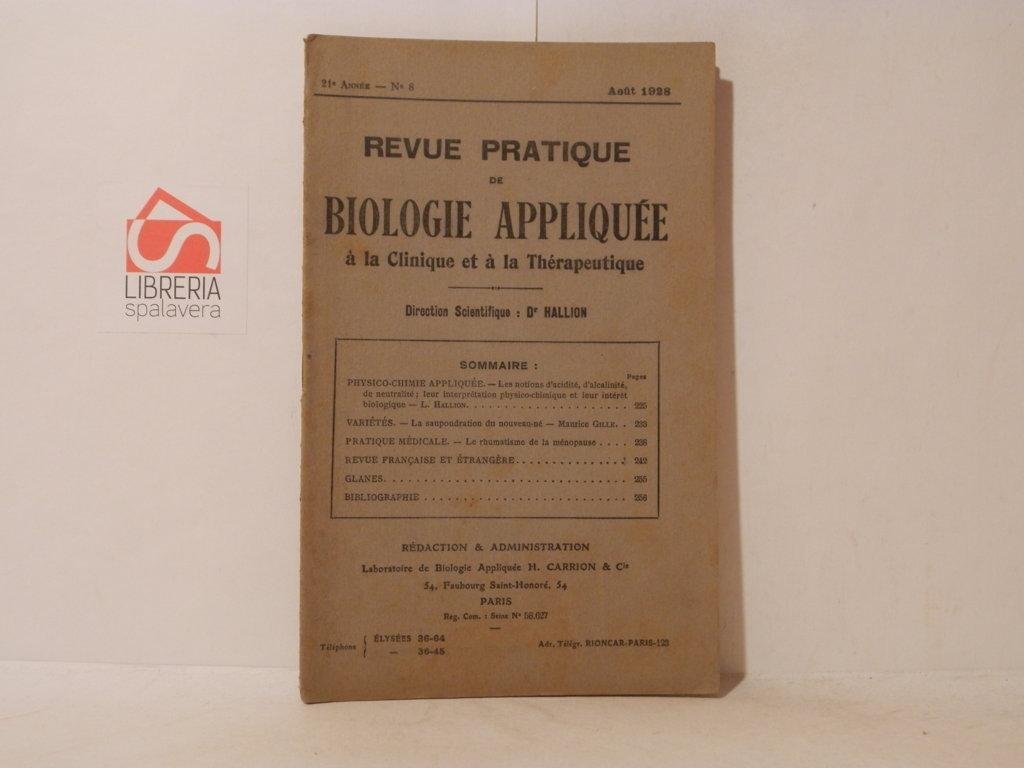 21e ANNÉE — No 8
Août 1928
REVUE PRATIQUE
DE
BIOLOGIE APPLIQUÉE
à la Clinique et à la Thérapeutique
Direction Scientifique : Dr HALLION
SOMMAIRE :
Pages
PHYSICO-CHIMIE APPLIQUÉE. — Les notions d'acidité, d'alcalinité,
de neutralité ; leur interprétation physico-chimique et leur intérêt
biologique — L. HALLION. . . . . . . . . . . . . . . . . . . . . 225
VARIÉTÉS. — La saupoudration du nouveau-né — Maurice GILLE. . 233
PRATIQUE MÉDICALE. — Le rhumatisme de la ménopause . . . . 236
REVUE FRANÇAISE ET ÉTRANGÈRE . . . . . . . . . . . . . . 242
GLANES. . . . . . . . . . . . . . . . . . . . . . . . . . . . . 255
BIBLIOGRAPHIE . . . . . . . . . . . . . . . . . . . . . . . . 256
RÉDACTION & ADMINISTRATION
Laboratoire de Biologie Appliquée H. CARRION & Cie
54, Faubourg Saint-Honoré, 54
PARIS
Reg. Com. : Seine No 58.027
Téléphone { ÉLYSÉES 36-64
— 36-45
Adr. Télégr. RIONCAR-PARIS-123
LIBRERIA
spalavera